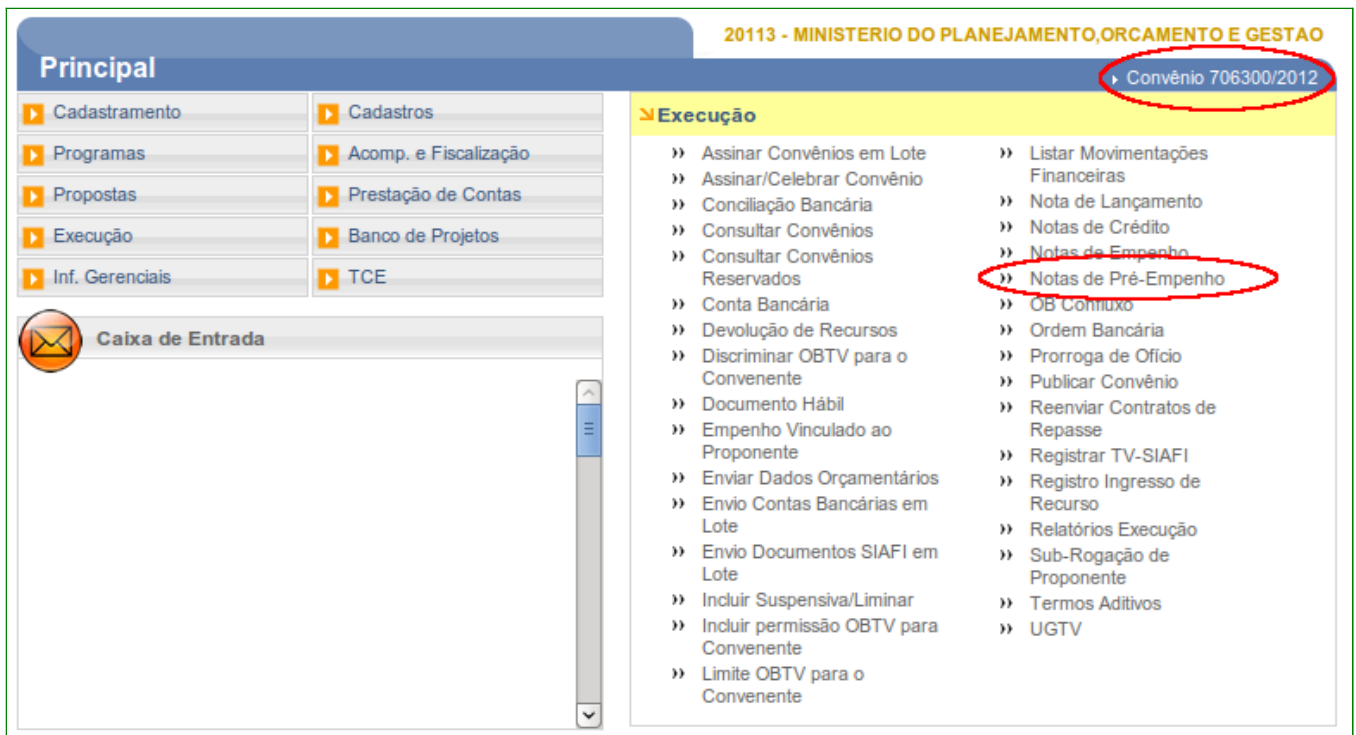 20113 - MINISTERIO DO PLANEJAMENTO,ORCAMENTO E GESTAO
Principal
Convênio 706300/2012
Cadastramento
Cadastros
Programas
Acomp. e Fiscalização
Propostas
Prestação de Contas
Execução
Banco de Projetos
Inf. Gerenciais
TCE
Caixa de Entrada
Execução
Assinar Convênios em Lote
Assinar/Celebrar Convênio
Conciliação Bancária
Consultar Convênios
Consultar Convênios
Reservados
Conta Bancária
Devolução de Recursos
Discriminar OBTV para o
Convenente
Documento Hábil
Empenho Vinculado ao
Proponente
Enviar Dados Orçamentários
Envio Contas Bancárias em
Lote
Envio Documentos SIAFI em
Lote
Incluir Suspensiva/Liminar
Incluir permissão OBTV para
Convenente
Limite OBTV para o
Convenente
Listar Movimentações
Financeiras
Nota de Lançamento
Notas de Crédito
Notas de Empenho
Notas de Pré-Empenho
OB Confluxo
Ordem Bancária
Prorroga de Ofício
Publicar Convênio
Reenviar Contratos de
Repasse
Registrar TV-SIAFI
Registro Ingresso de
Recurso
Relatórios Execução
Sub-Rogação de
Proponente
Termos Aditivos
UGTV